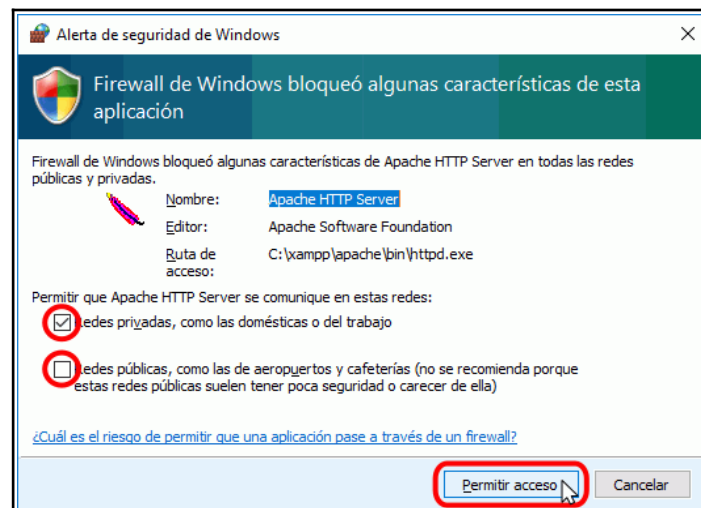 Alerta de seguridad de Windows
Firewall de Windows bloqueó algunas características de esta
aplicación
Firewall de Windows bloqueó algunas características de Apache HTTP Server en todas las redes
públicas y privadas.
Nombre: Apache HTTP Server
Editor: Apache Software Foundation
Ruta de C:\xampp\apache\bin\httpd.exe
acceso:
Permitir que Apache HTTP Server se comunique en estas redes:
Redes privadas, como las domésticas o del trabajo
Redes públicas, como las de aeropuertos y cafeterías (no se recomienda porque
estas redes públicas suelen tener poca seguridad o carecer de ella)
¿Cuál es el riesgo de permitir que una aplicación pase a través de un firewall?
Permitir acceso Cancelar